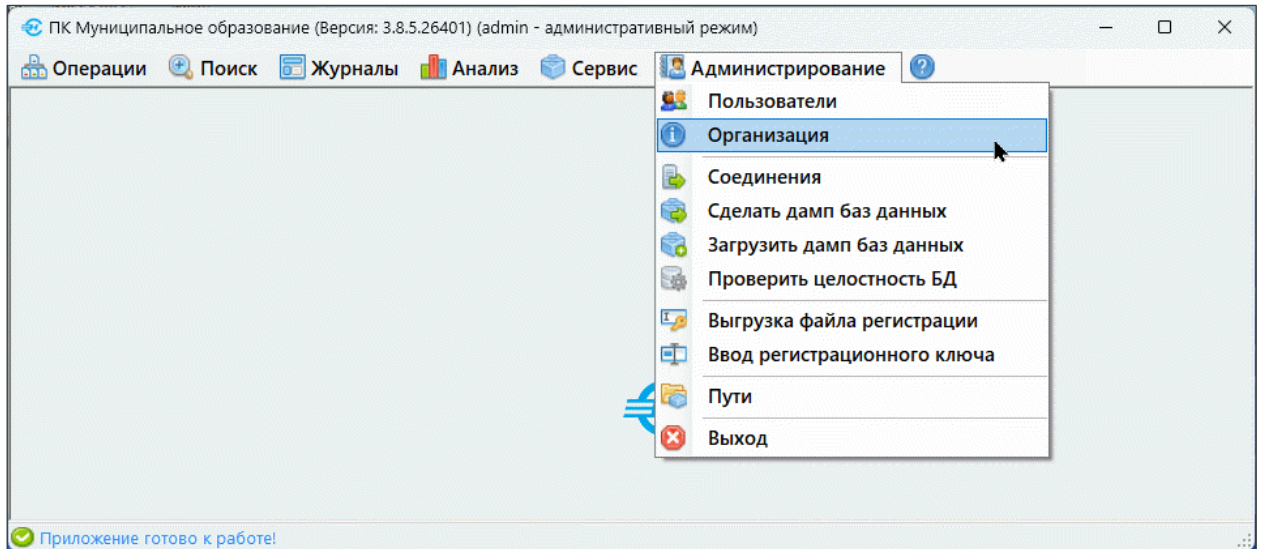 ПК Муниципальное образование (Версия: 3.8.5.26401) (admin - административный режим)
Операции Поиск Журналы Анализ Сервис Администрирование
Пользователи
Организация
Соединения
Сделать дамп баз данных
Загрузить дамп баз данных
Проверить целостность БД
Выгрузка файла регистрации
Ввод регистрационного ключа
Пути
Выход
Приложение готово к работе!